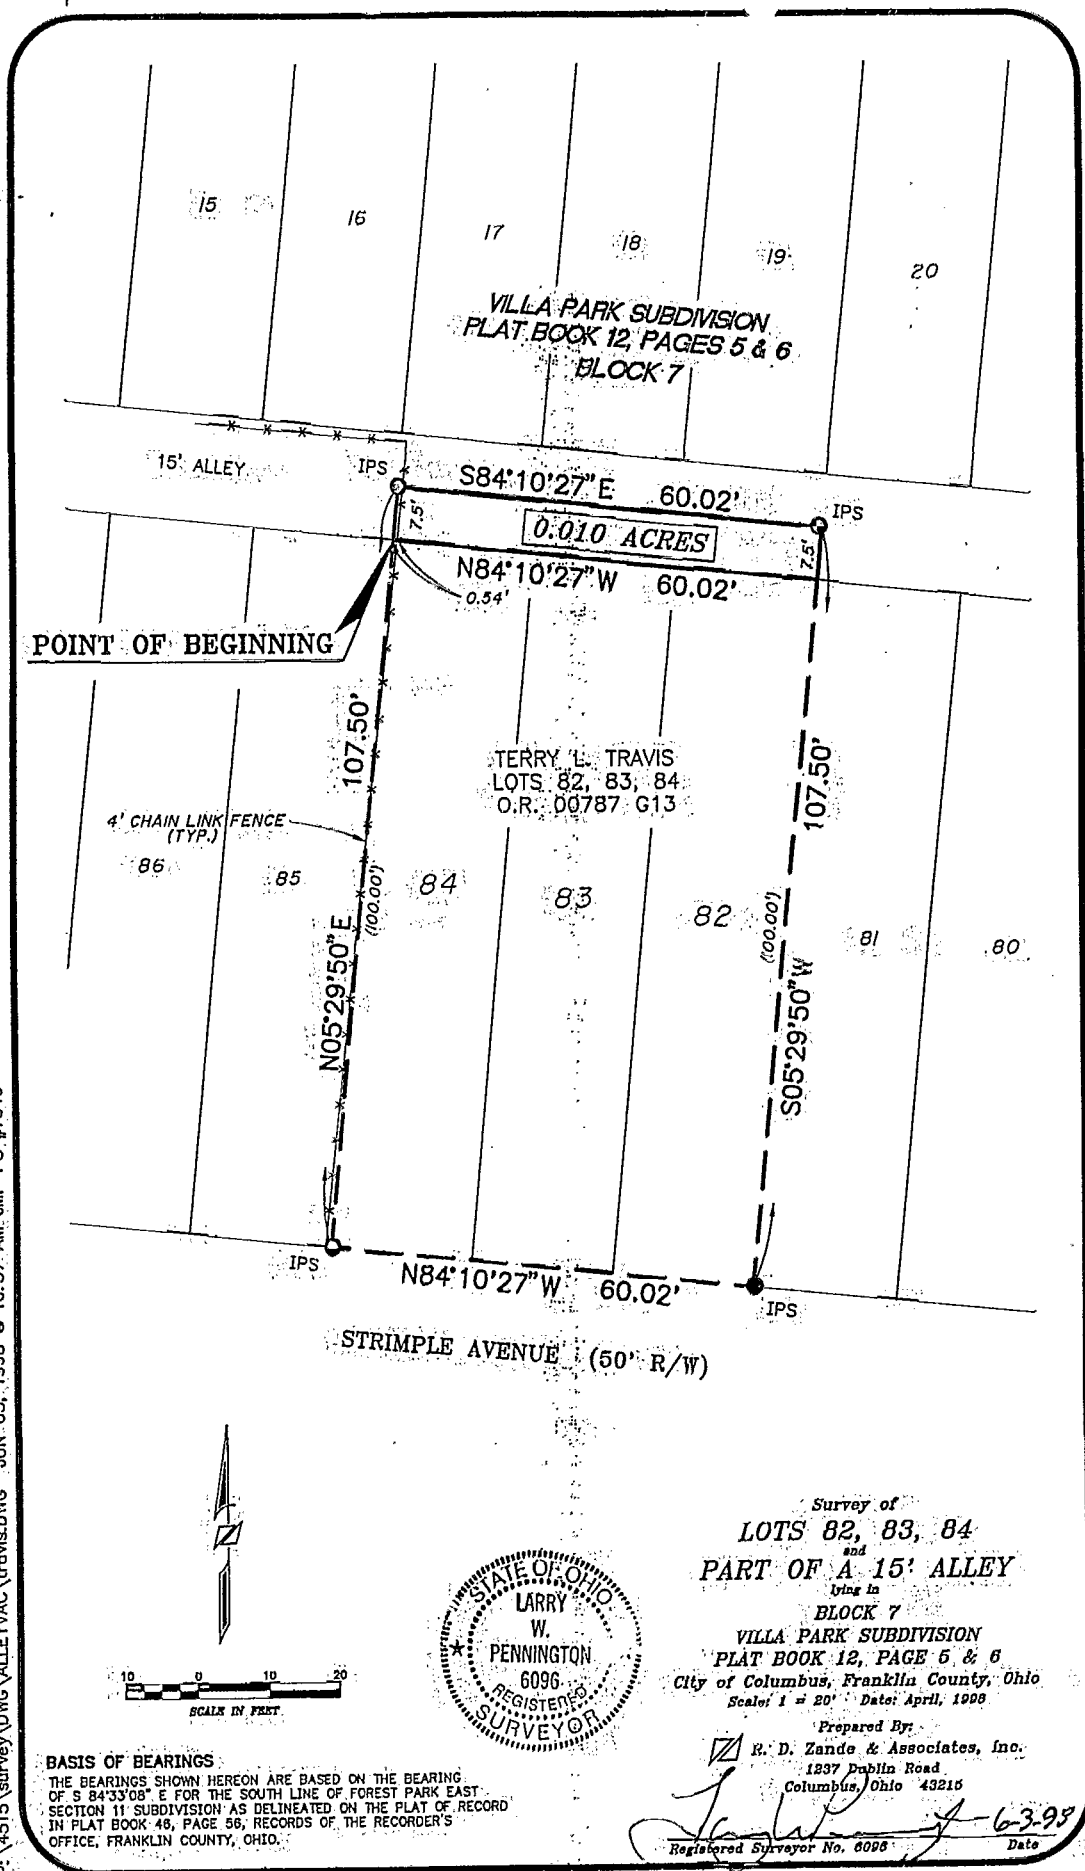 15
16
17
18
19
20
VILLA PARK SUBDIVISION
PLAT BOOK 12, PAGES 5 & 6
BLOCK 7
15' ALLEY
IPS
S84°10'27"E 60.02'
IPS
7.5'
0.010 ACRES
7.5'
N84°10'27"W 60.02'
0.54'
POINT OF BEGINNING
107.50'
TERRY L. TRAVIS
LOTS 82, 83, 84
O.R. 00787 G13
107.50'
4' CHAIN LINK FENCE
(TYP.)
86
85
(100.00')
84
83
82
(100.00')
81
80
N05°29'50"E
S05°29'50"W
IPS
N84°10'27"W 60.02'
IPS
STRIMPLE AVENUE (50' R/W)
10 0 10 20
SCALE IN FEET
STATE OF OHIO
LARRY
W.
PENNINGTON
6096
REGISTERED
SURVEYOR
Survey of
LOTS 82, 83, 84
and
PART OF A 15' ALLEY
lying in
BLOCK 7
VILLA PARK SUBDIVISION
PLAT BOOK 12, PAGE 5 & 6
City of Columbus, Franklin County, Ohio
Scale: 1 = 20' Date: April, 1998
Prepared By:
R. D. Zande & Associates, Inc.
1237 Dublin Road
Columbus, Ohio 43215
6-3-98
Registered Surveyor No. 6096 Date
BASIS OF BEARINGS
THE BEARINGS SHOWN HEREON ARE BASED ON THE BEARING
OF S 84°33'08" E FOR THE SOUTH LINE OF FOREST PARK EAST
SECTION 11 SUBDIVISION AS DELINEATED ON THE PLAT OF RECORD
IN PLAT BOOK 46, PAGE 56, RECORDS OF THE RECORDER'S
OFFICE, FRANKLIN COUNTY, OHIO.